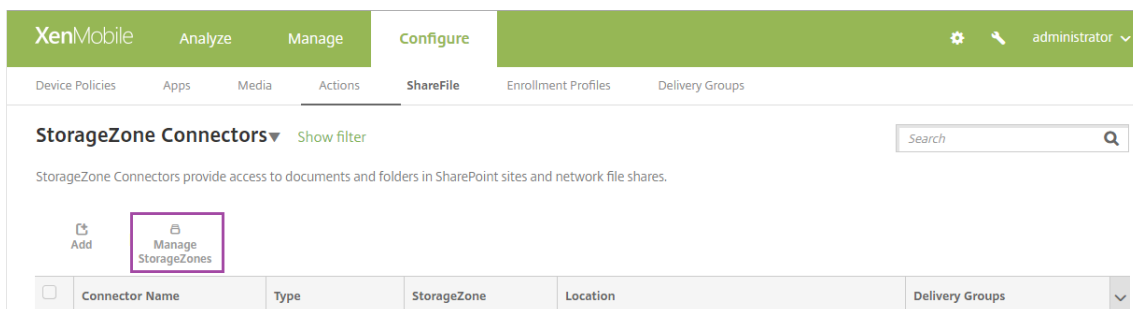 XenMobile Analyze Manage Configure administrator
Device Policies Apps Media Actions ShareFile Enrollment Profiles Delivery Groups
StorageZone Connectors Show filter Search
StorageZone Connectors provide access to documents and folders in SharePoint sites and network file shares.
Add
Manage
StorageZones
Connector Name Type StorageZone Location Delivery Groups